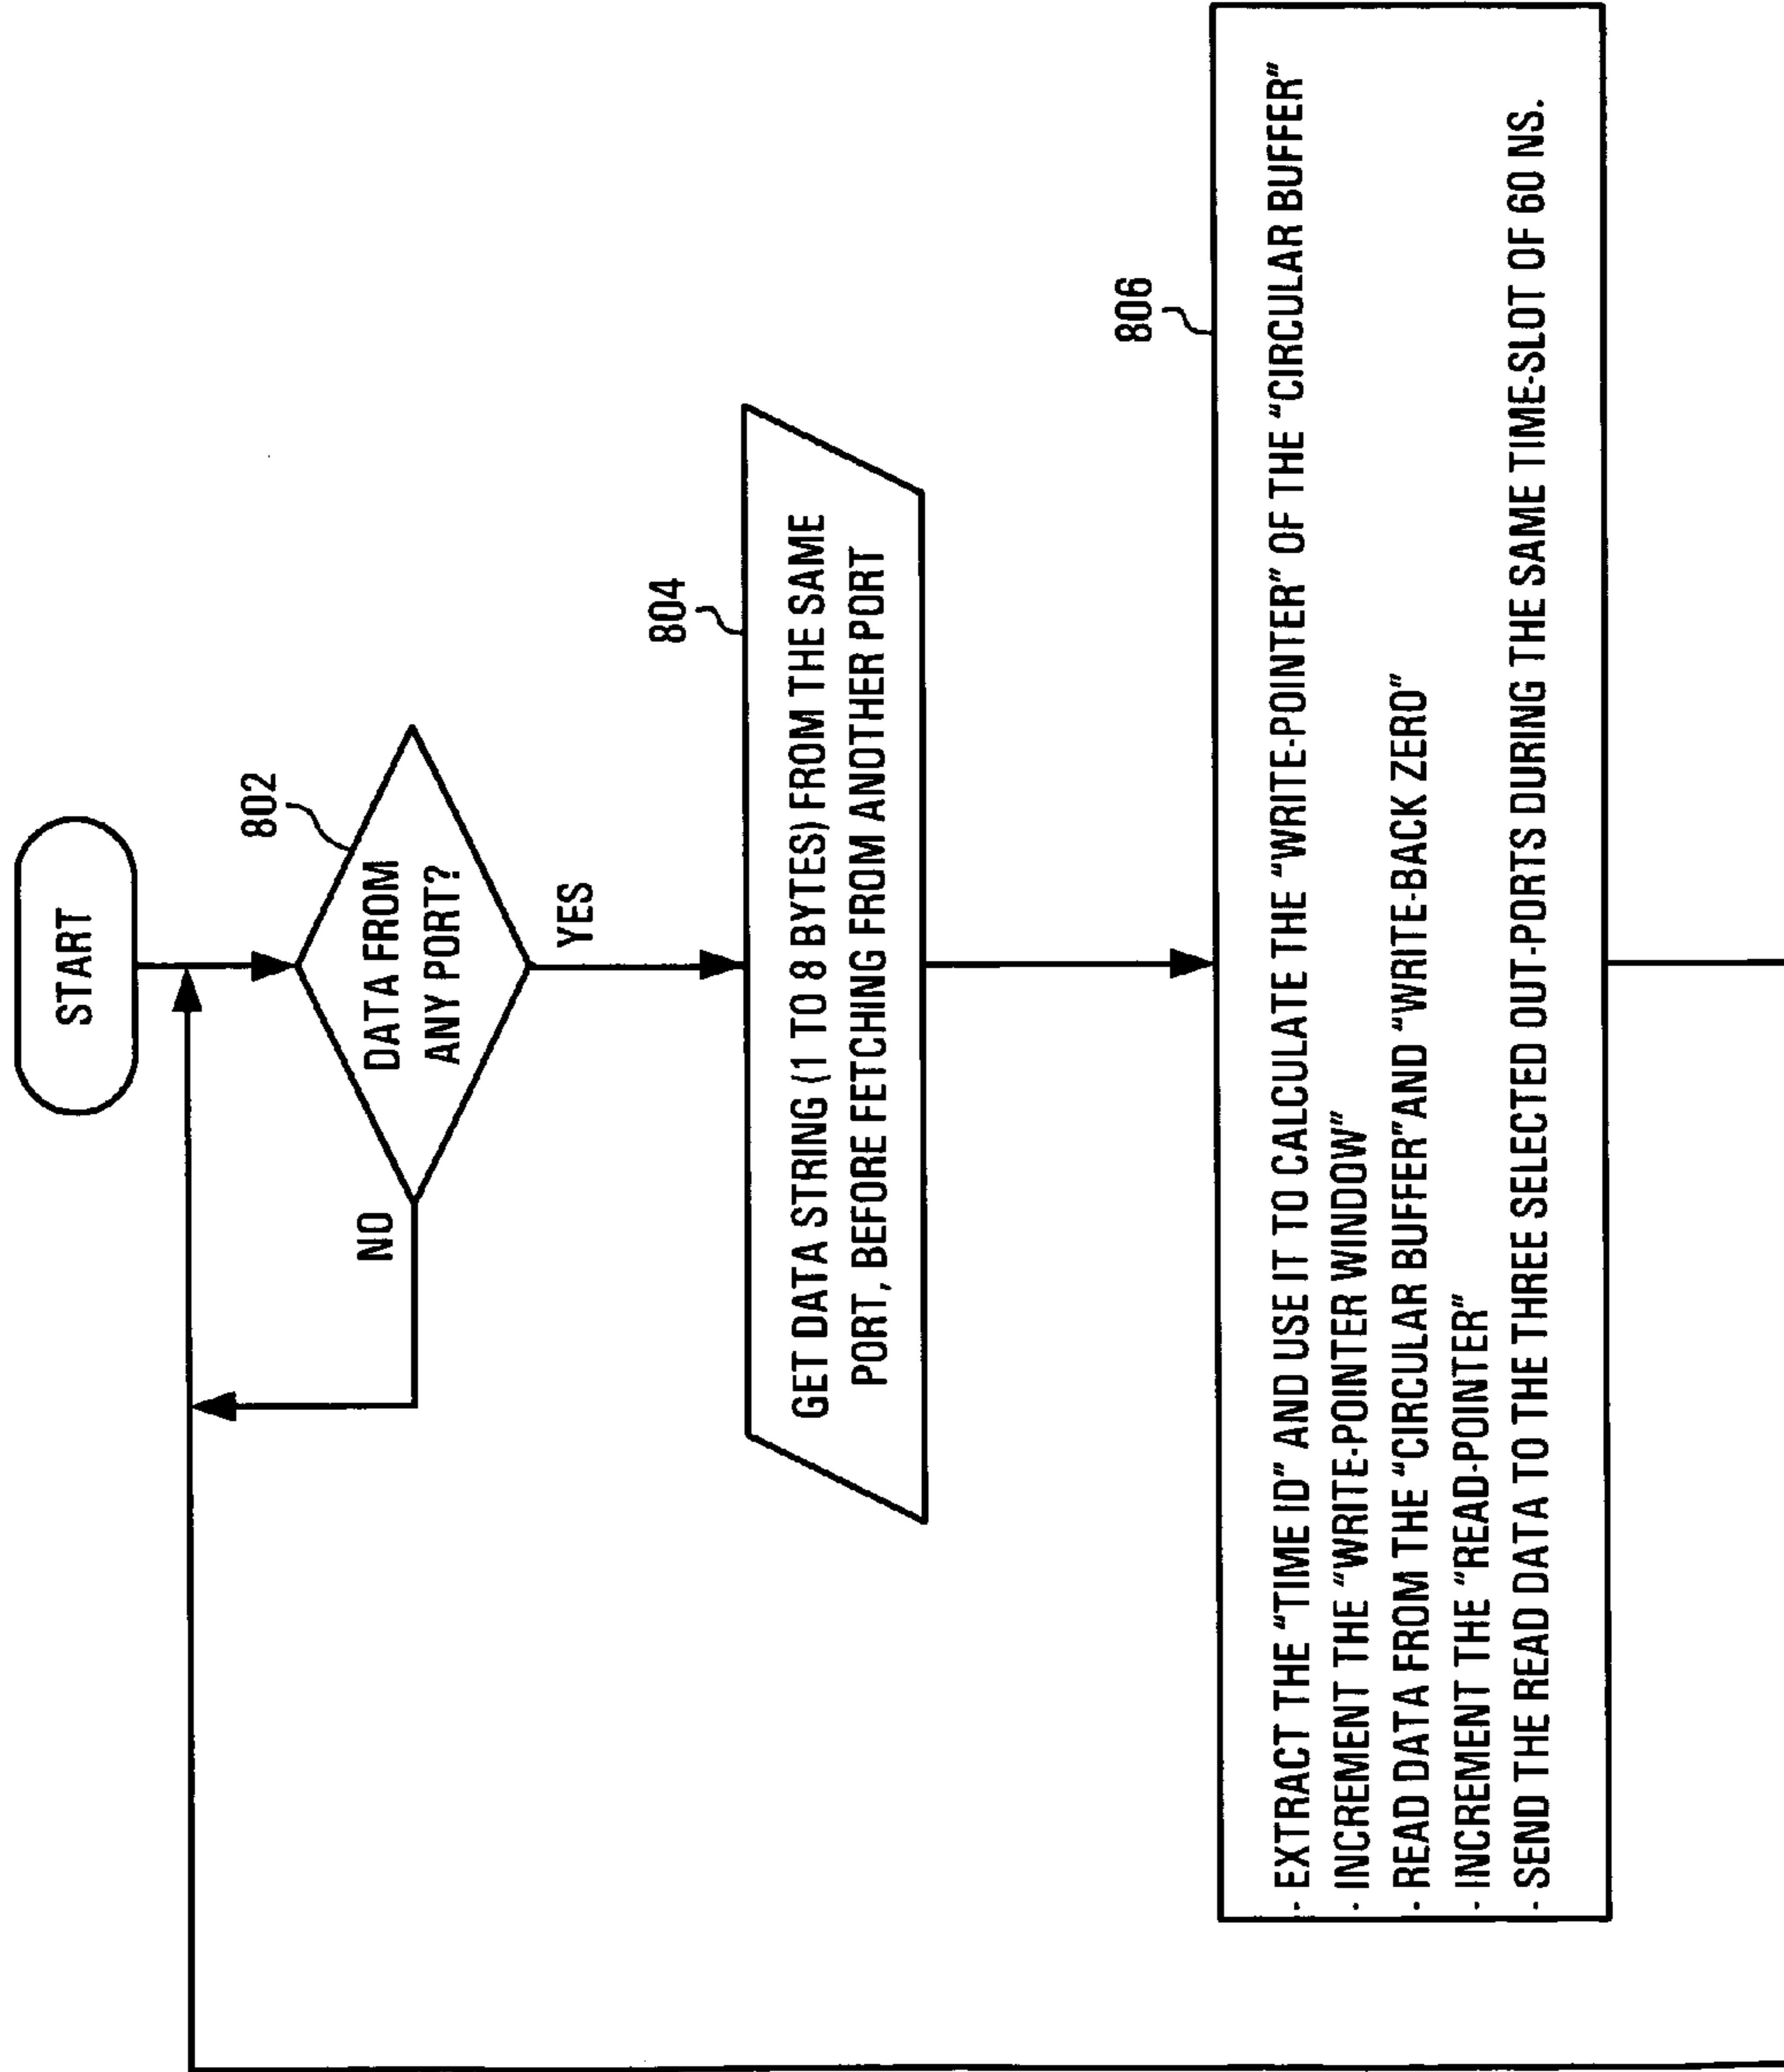 START
802
DATA FROM
ANY PORT?
NO
YES
804
GET DATA STRING (1 TO 8 BYTES) FROM THE SAME
PORT, BEFORE FETCHING FROM ANOTHER PORT
806
- EXTRACT THE "TIME ID" AND USE IT TO CALCULATE THE "WRITE-POINTER" OF THE "CIRCULAR BUFFER"
- INCREMENT THE "WRITE-POINTER WINDOW"
- READ DATA FROM THE "CIRCULAR BUFFER" AND "WRITE-BACK ZERO"
- INCREMENT THE "READ-POINTER"
- SEND THE READ DATA TO THE THREE SELECTED OUT-PORTS DURING THE SAME TIME-SLOT OF 60 NS.